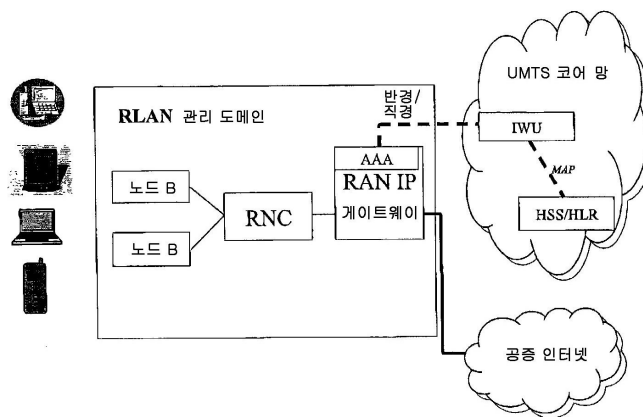 UMTS 코어 망
반경/
직경
RLAN 관리 도메인
IWU
AAA
MAP
RAN IP
노드 B
RNC
게이트웨이
HSS/HLR
노드 B
공증 인터넷